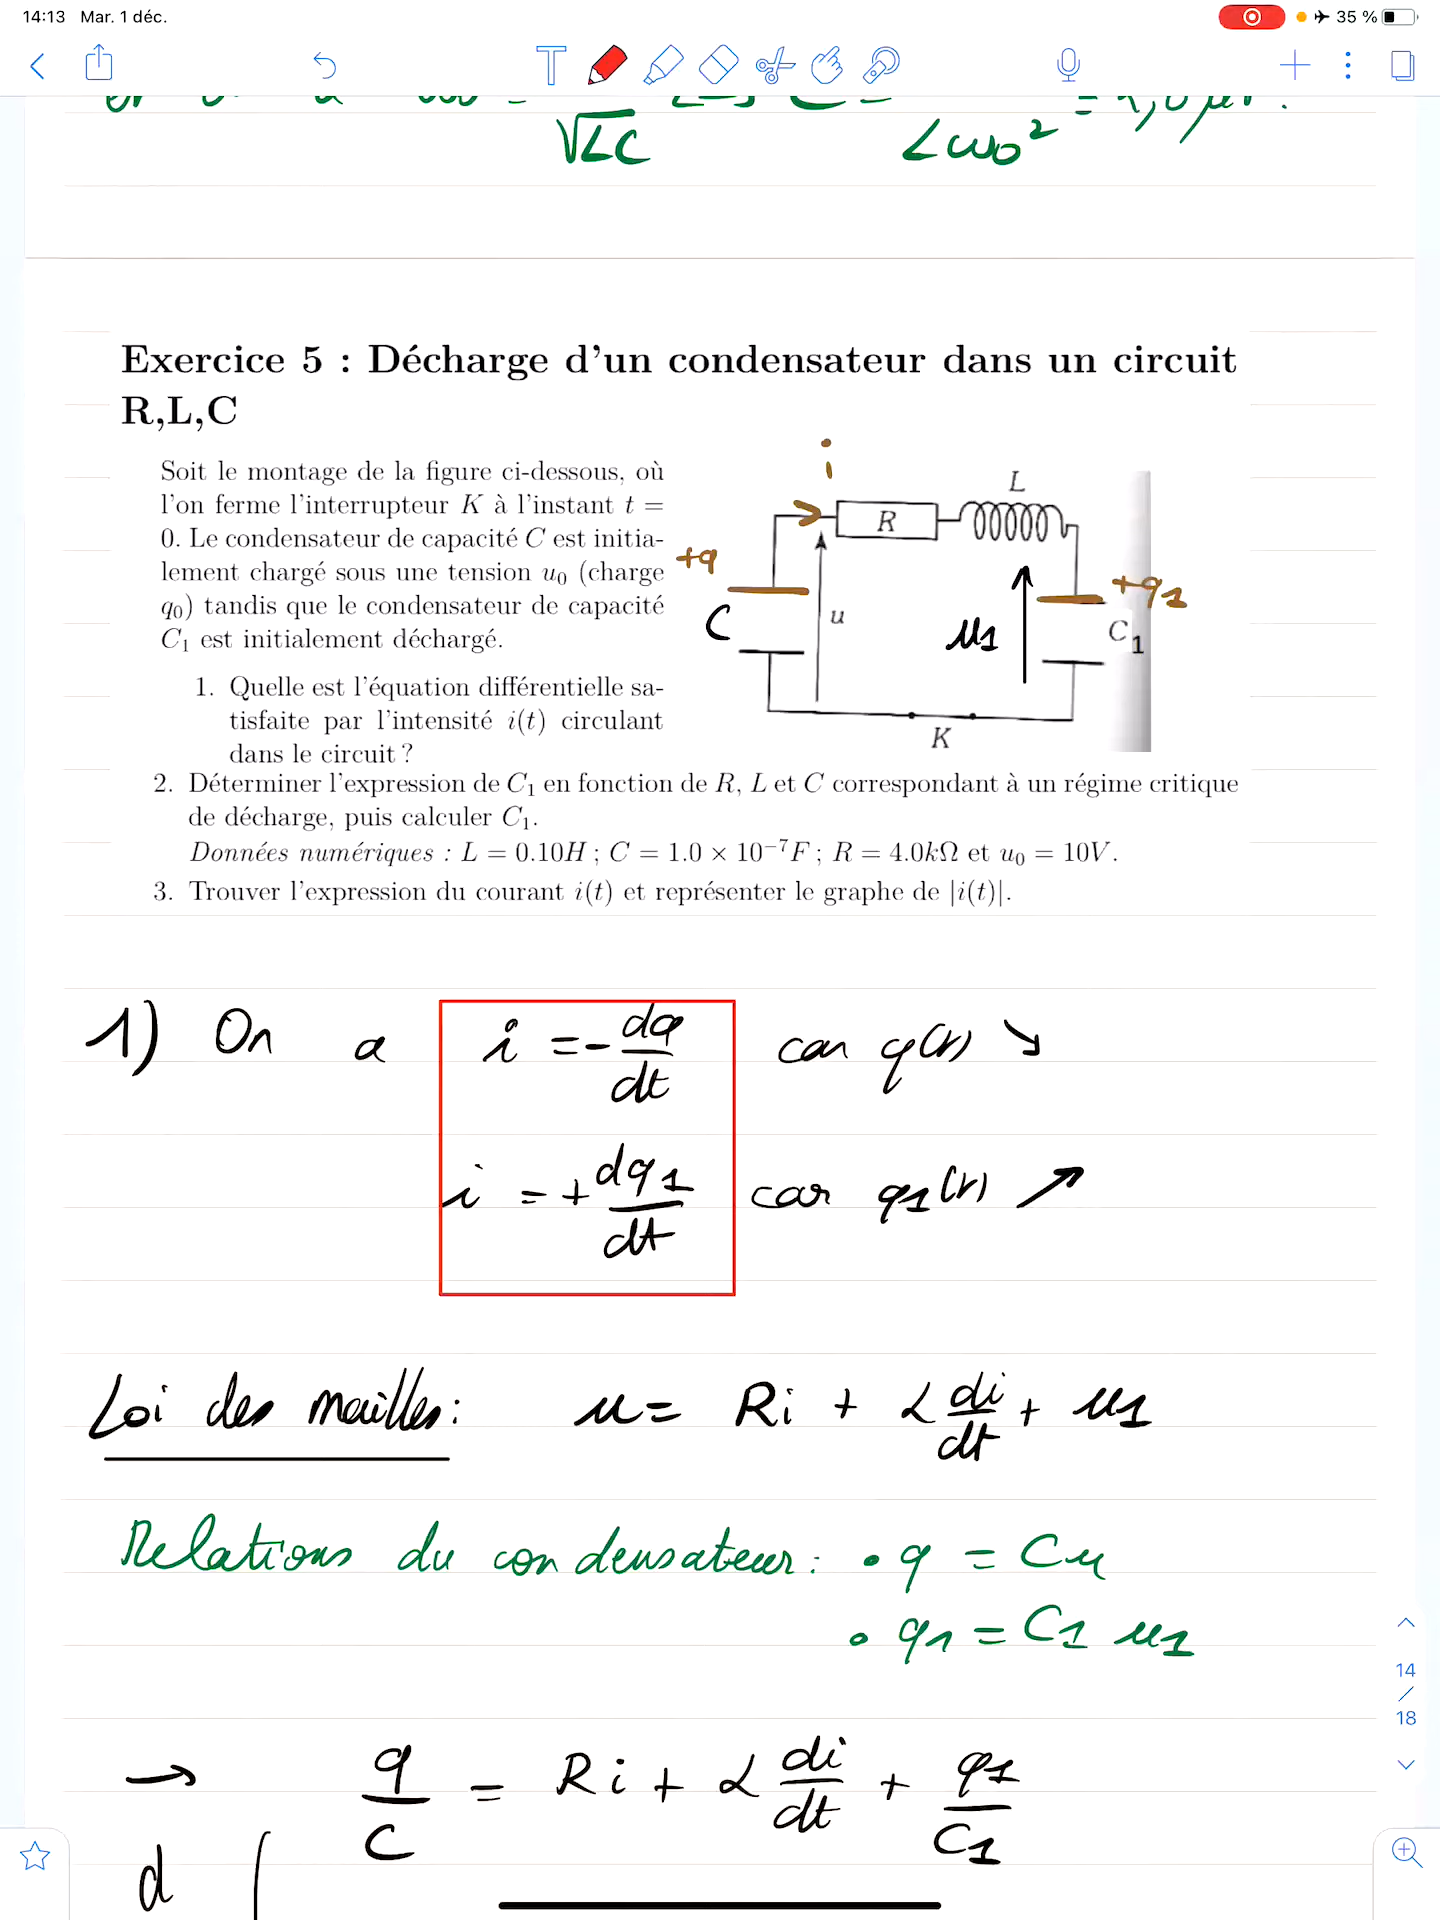 14:13 Mar. 1 déc. 35 %
√LC Lω₀²
Exercice 5 : Décharge d'un condensateur dans un circuit
R,L,C
Soit le montage de la figure ci-dessous, où
l'on ferme l'interrupteur K à l'instant t =
0. Le condensateur de capacité C est initia-
lement chargé sous une tension u₀ (charge
q₀) tandis que le condensateur de capacité
C₁ est initialement déchargé.
i
R
L
+q
C
u
u1
+q1
C1
K
1. Quelle est l'équation différentielle sa-
tisfaite par l'intensité i(t) circulant
dans le circuit ?
2. Déterminer l'expression de C₁ en fonction de R, L et C correspondant à un régime critique
de décharge, puis calculer C₁.
Données numériques : L = 0.10H ; C = 1.0 × 10⁻⁷F ; R = 4.0kΩ et u₀ = 10V.
3. Trouver l'expression du courant i(t) et représenter le graphe de |i(t)|.
1) On a i = - dq/dt car q(t) ↘
i = + dq1/dt car q1(t) ↗
Loi des mailles : u = Ri + L di/dt + u1
Relations du condensateur : • q = Cu
• q1 = C1 u1
→ q/C = Ri + L di/dt + q1/C1
d (
14
/
18